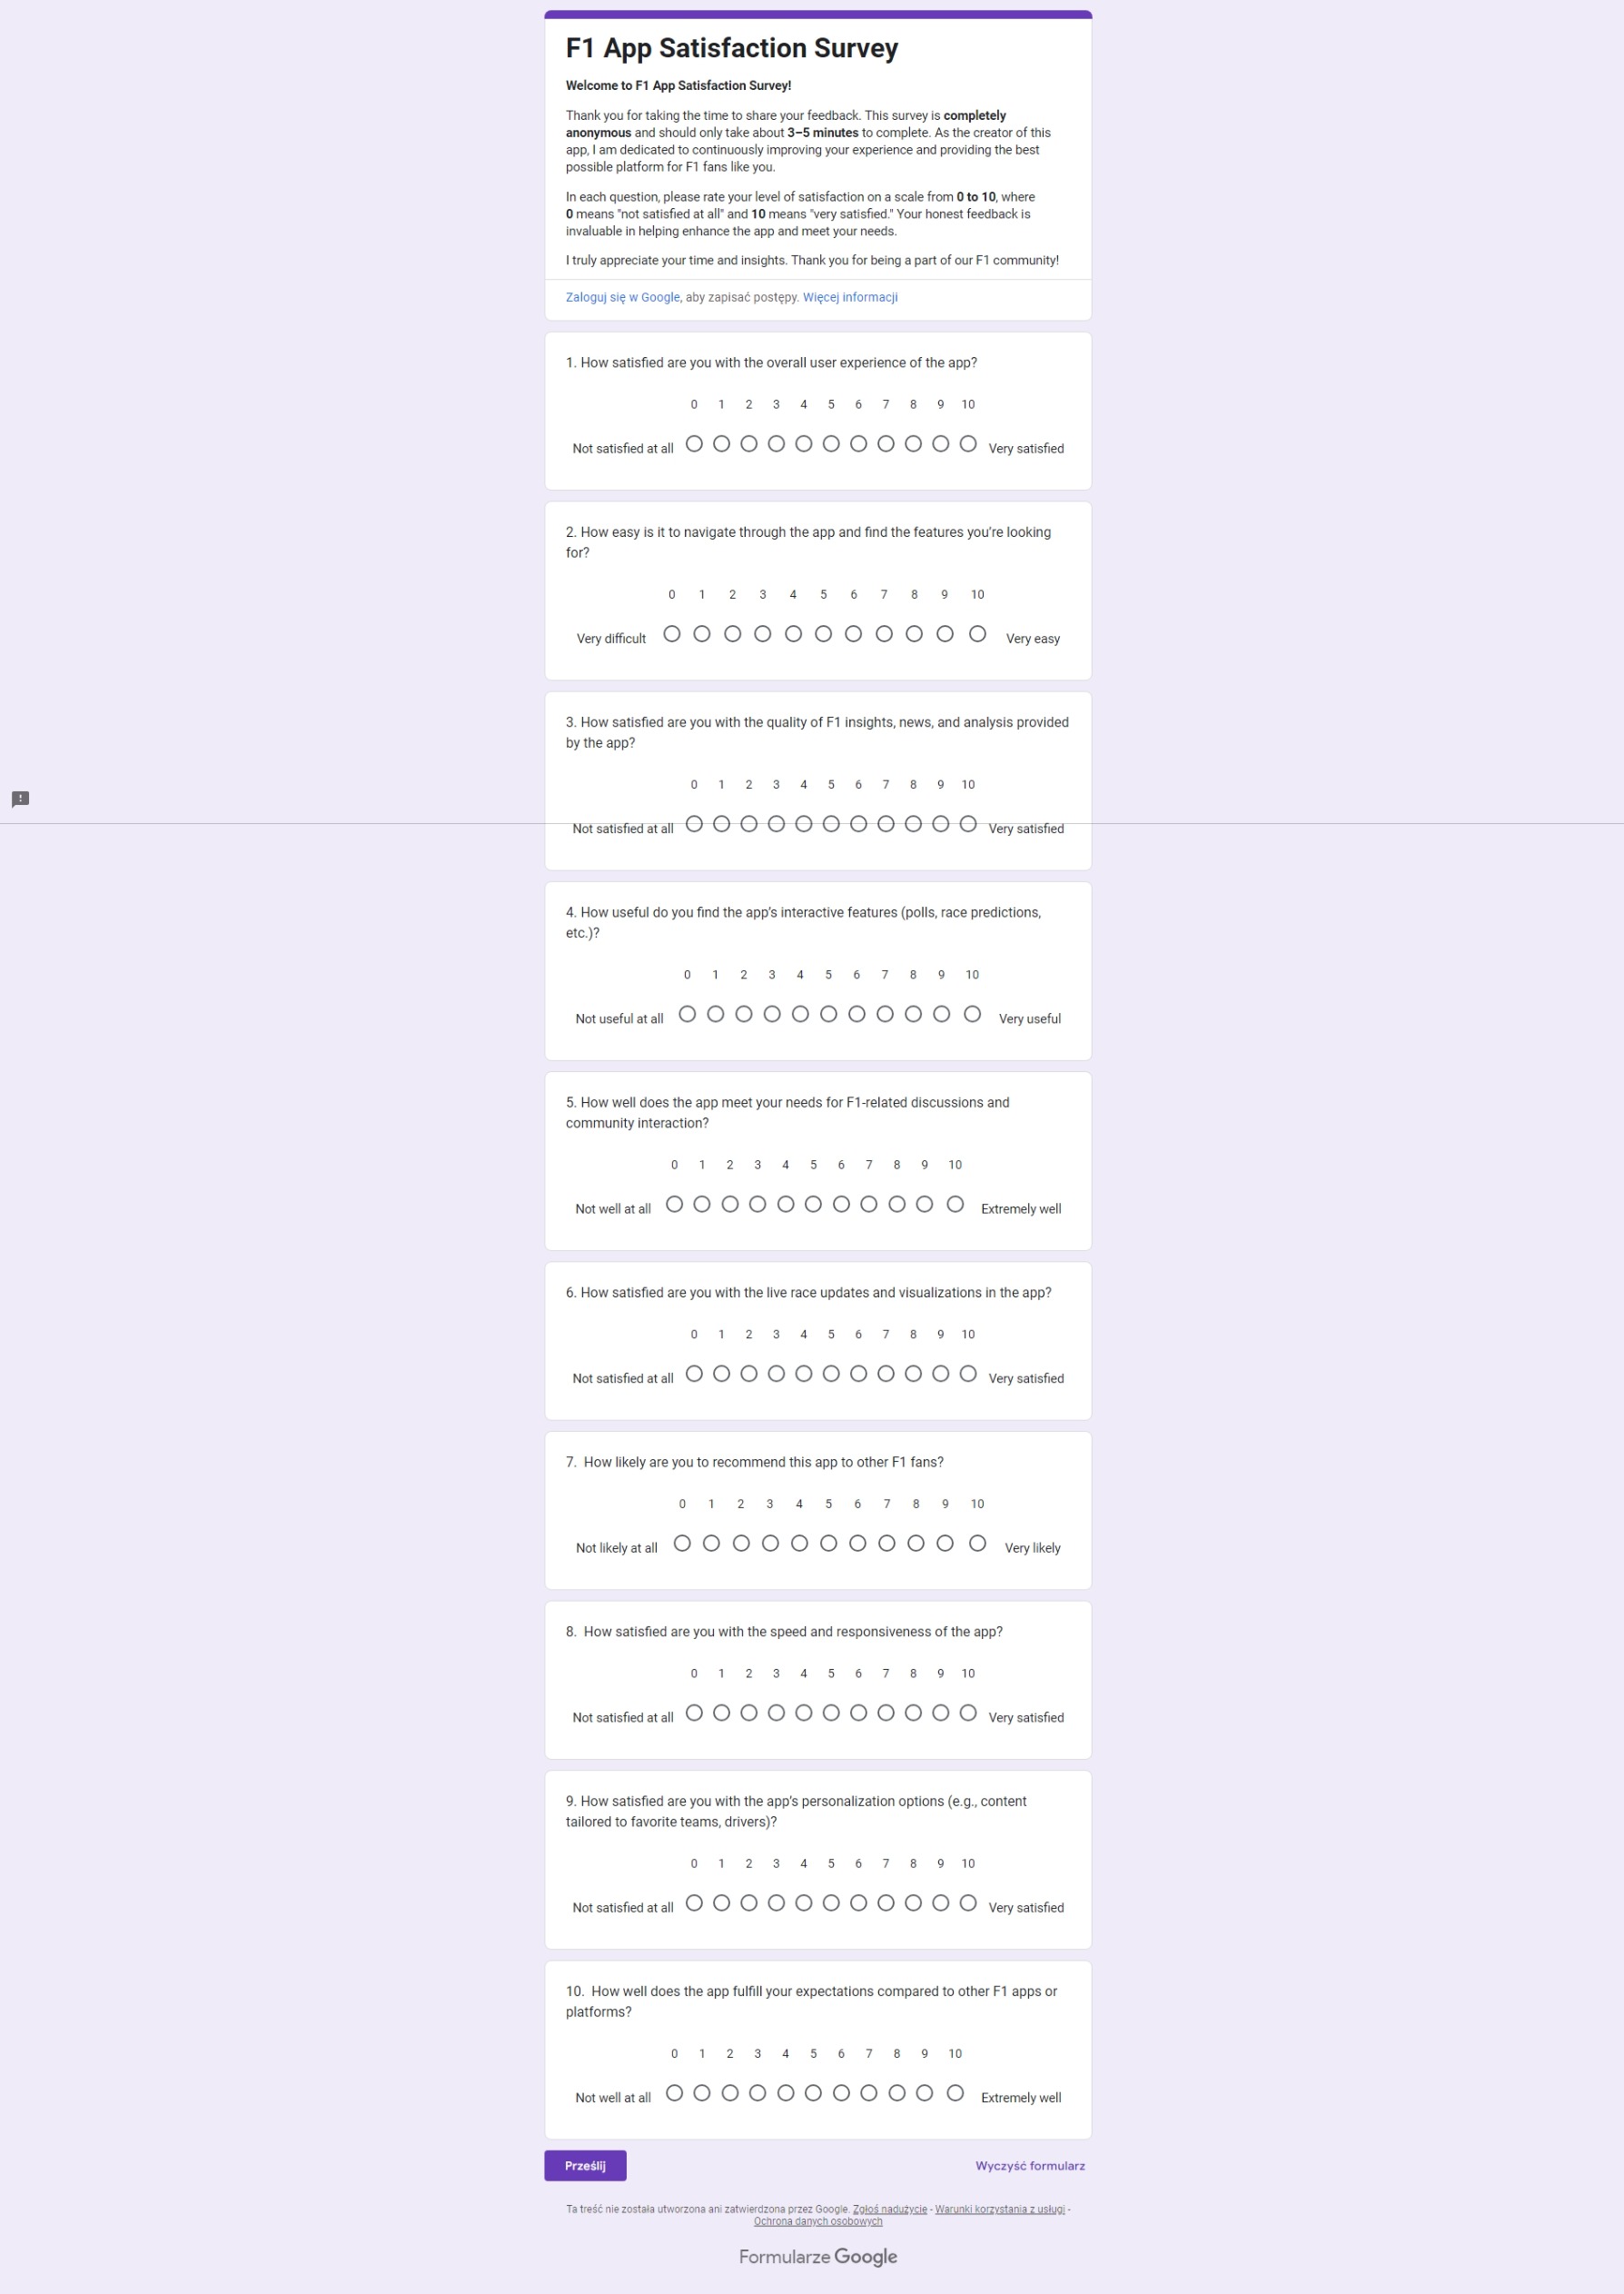 F1 App Satisfaction Survey
Welcome to F1 App Satisfaction Survey!
Thank you for taking the time to share your feedback. This survey is completely
anonymous and should only take about 3–5 minutes to complete. As the creator of this
app, I am dedicated to continuously improving your experience and providing the best
possible platform for F1 fans like you.
In each question, please rate your level of satisfaction on a scale from 0 to 10, where
0 means "not satisfied at all" and 10 means "very satisfied." Your honest feedback is
invaluable in helping enhance the app and meet your needs.
I truly appreciate your time and insights. Thank you for being a part of our F1 community!
Zaloguj się w Google, aby zapisać postępy. Więcej informacji
1. How satisfied are you with the overall user experience of the app?
0 1 2 3 4 5 6 7 8 9 10
Not satisfied at all Very satisfied
2. How easy is it to navigate through the app and find the features you're looking
for?
0 1 2 3 4 5 6 7 8 9 10
Very difficult Very easy
3. How satisfied are you with the quality of F1 insights, news, and analysis provided
by the app?
0 1 2 3 4 5 6 7 8 9 10
Not satisfied at all Very satisfied
4. How useful do you find the app's interactive features (polls, race predictions,
etc.)?
0 1 2 3 4 5 6 7 8 9 10
Not useful at all Very useful
5. How well does the app meet your needs for F1-related discussions and
community interaction?
0 1 2 3 4 5 6 7 8 9 10
Not well at all Extremely well
6. How satisfied are you with the live race updates and visualizations in the app?
0 1 2 3 4 5 6 7 8 9 10
Not satisfied at all Very satisfied
7. How likely are you to recommend this app to other F1 fans?
0 1 2 3 4 5 6 7 8 9 10
Not likely at all Very likely
8. How satisfied are you with the speed and responsiveness of the app?
0 1 2 3 4 5 6 7 8 9 10
Not satisfied at all Very satisfied
9. How satisfied are you with the app's personalization options (e.g., content
tailored to favorite teams, drivers)?
0 1 2 3 4 5 6 7 8 9 10
Not satisfied at all Very satisfied
10. How well does the app fulfill your expectations compared to other F1 apps or
platforms?
0 1 2 3 4 5 6 7 8 9 10
Not well at all Extremely well
Prześlij Wyczyść formularz
Ta treść nie została utworzona ani zatwierdzona przez Google. Zgłoś nadużycie - Warunki korzystania z usługi -
Ochrona danych osobowych
Formularze Google